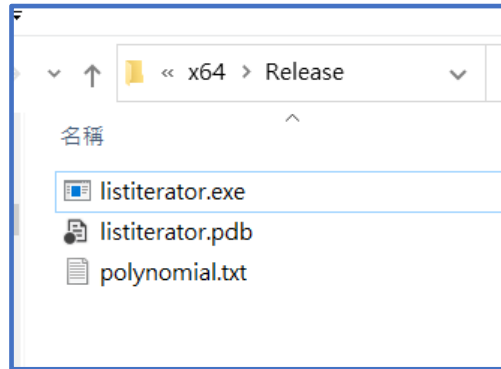 « x64 > Release
名稱
listiterator.exe
listiterator.pdb
polynomial.txt